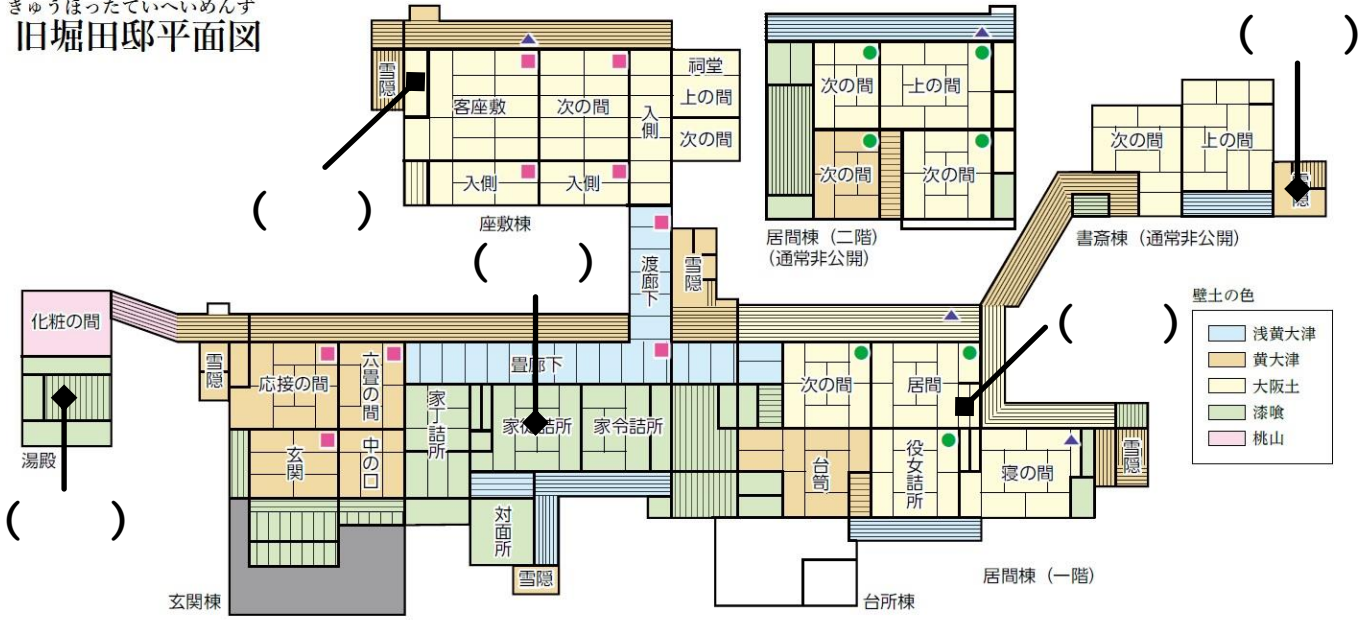 きゅうほったていへいめんず
旧堀田邸平面図
雪隠
客座敷
次の間
入側
祠堂
上の間
次の間
入側
入側
座敷棟
( )
次の間
上の間
次の間
次の間
居間棟(二階)
(通常非公開)
( )
次の間
上の間
雪隠
書斎棟(通常非公開)
( )
渡廊下
雪隠
( )
壁土の色
浅黄大津
黄大津
大阪土
漆喰
桃山
化粧の間
湯殿
( )
雪隠
応接の間
六畳の間
畳廊下
玄関
中の口
家丁詰所
家従詰所
家令詰所
対面所
雪隠
次の間
居間
台笥
役女詰所
寝の間
雪隠
玄関棟
台所棟
居間棟(一階)